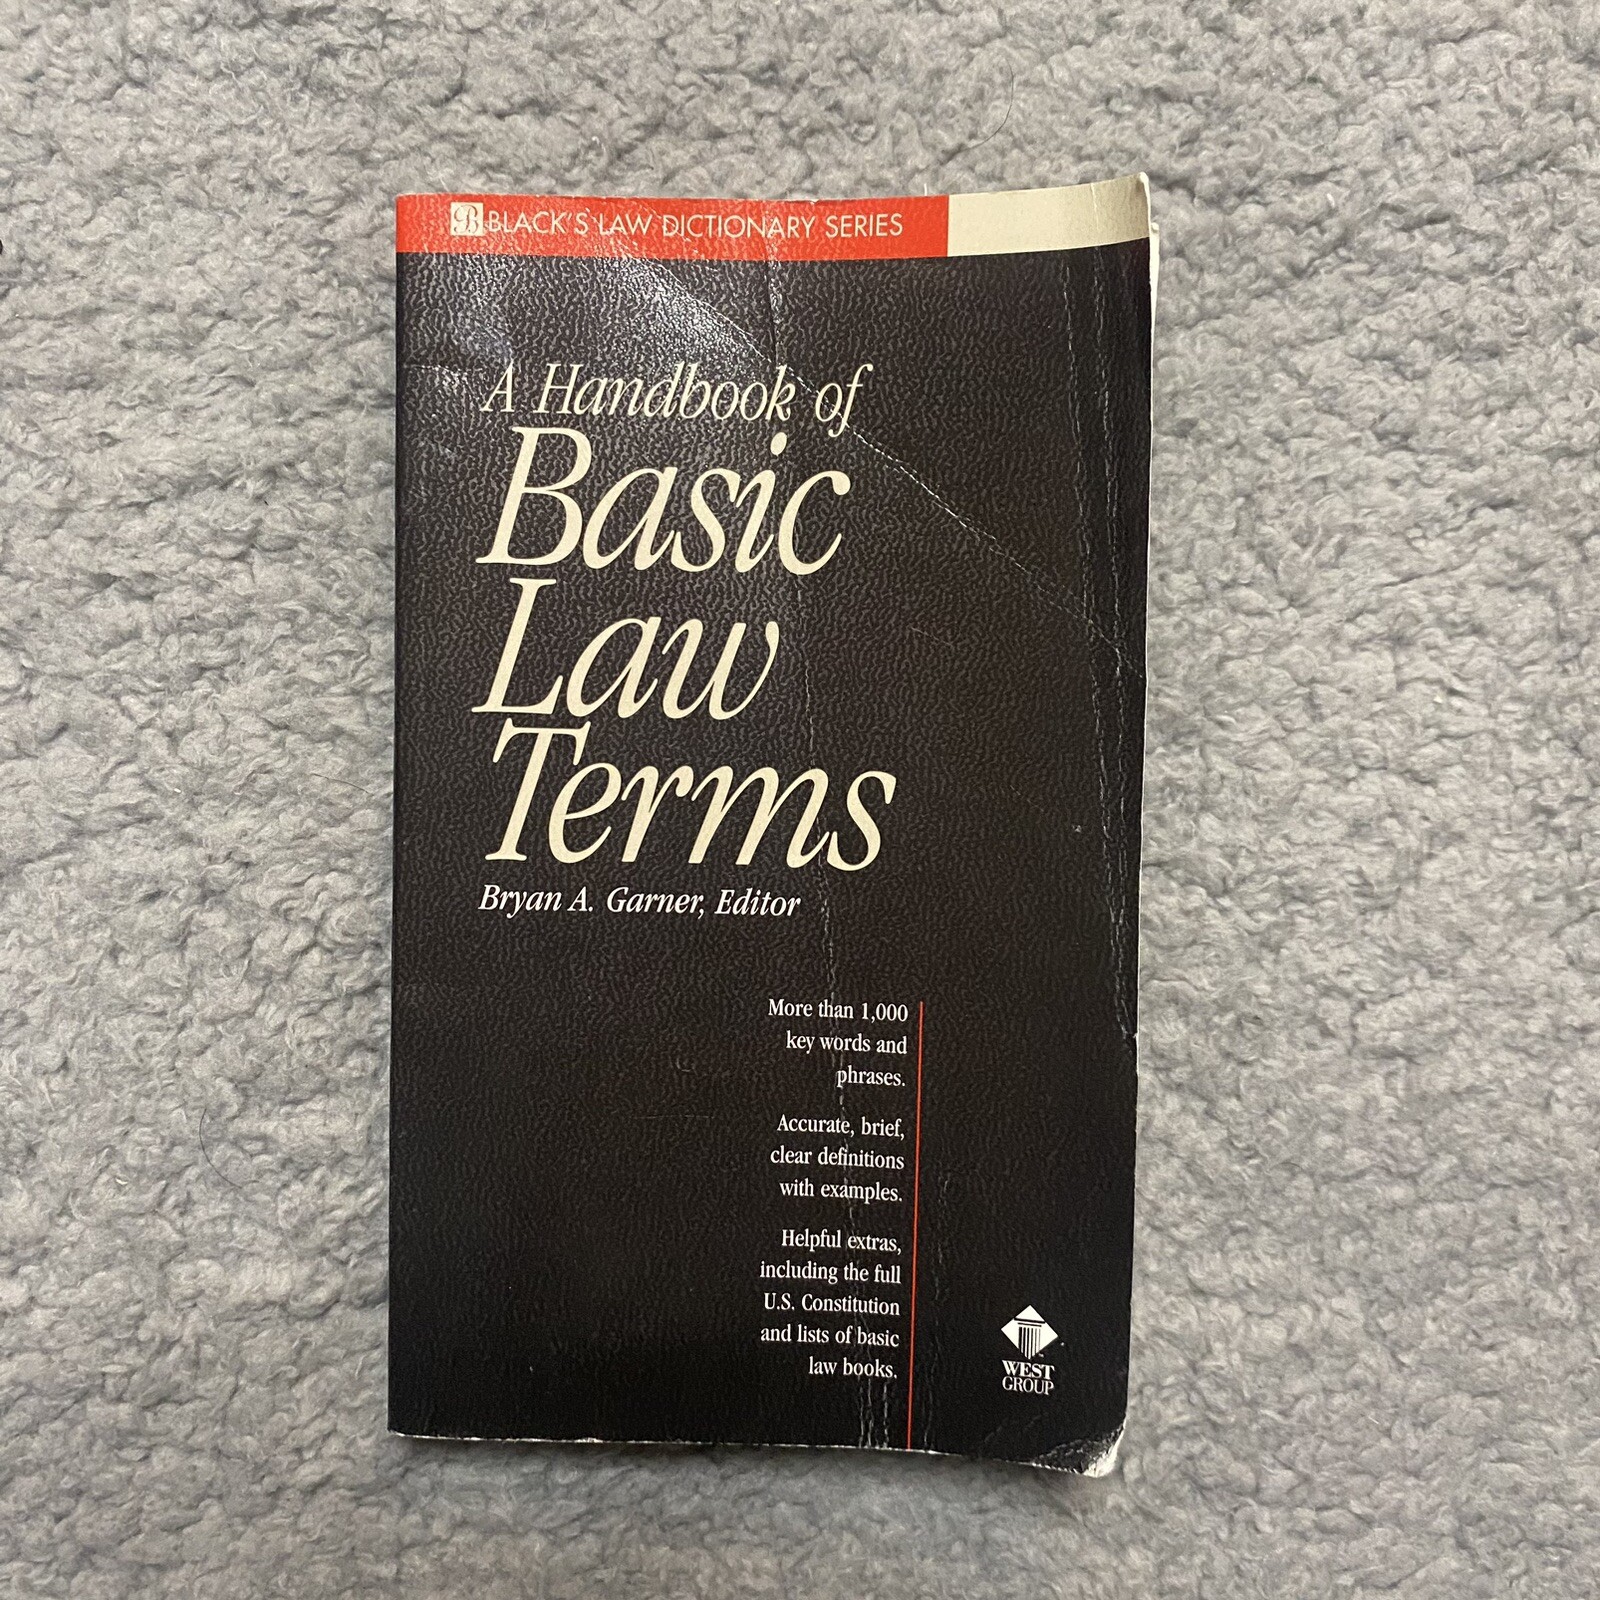 B BLACK'S LAW DICTIONARY SERIES
A Handbook of
Basic
Law
Terms
Bryan A. Garner, Editor
More than 1,000
key words and
phrases.
Accurate, brief,
clear definitions
with examples.
Helpful extras,
including the full
U.S. Constitution
and lists of basic
law books.
WEST
GROUP